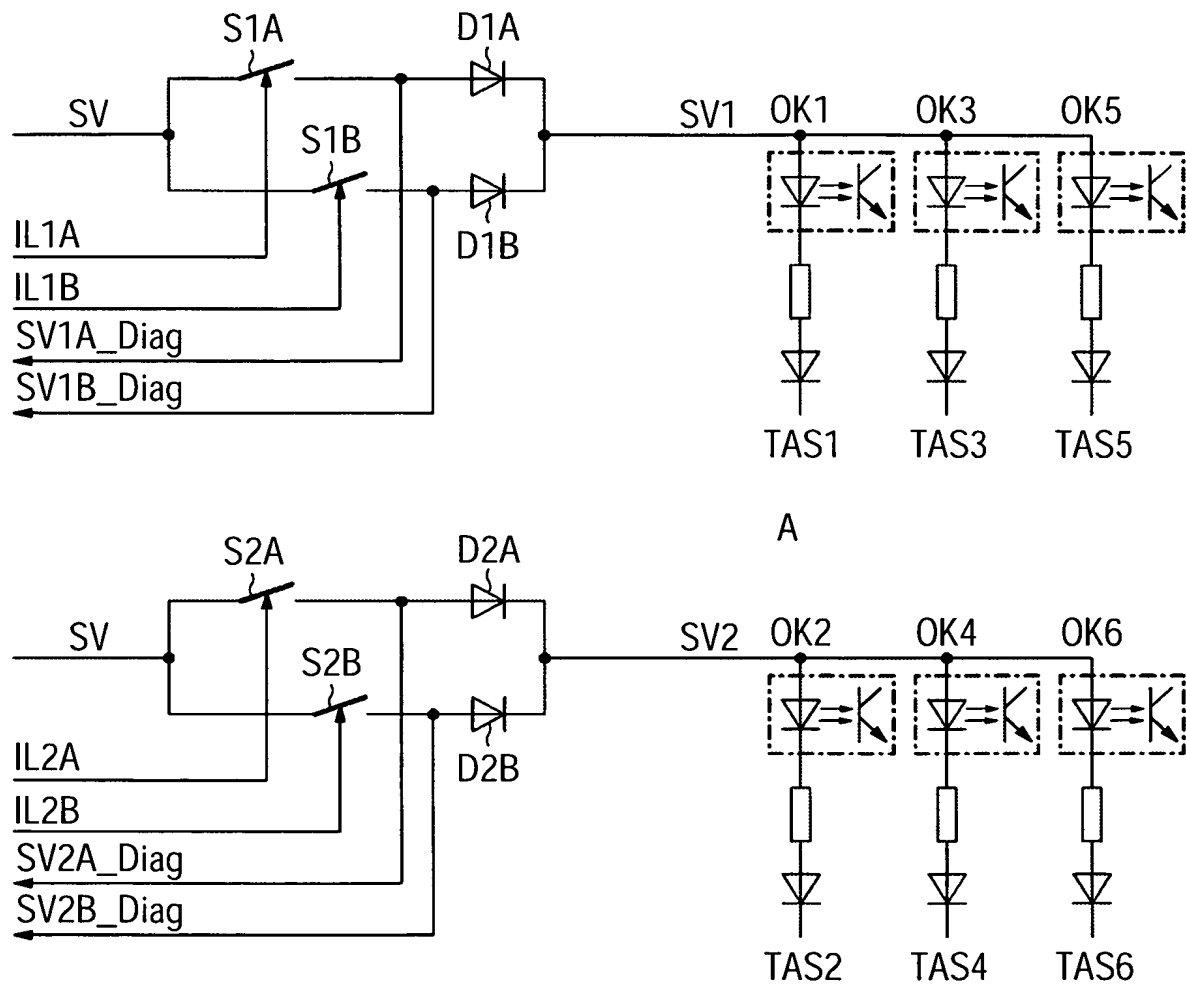 S1A
D1A
SV
S1B
SV1
OK1
OK3
OK5
D1B
IL1A
IL1B
SV1A_Diag
SV1B_Diag
TAS1
TAS3
TAS5
A
S2A
D2A
SV
S2B
SV2
OK2
OK4
OK6
D2B
IL2A
IL2B
SV2A_Diag
SV2B_Diag
TAS2
TAS4
TAS6